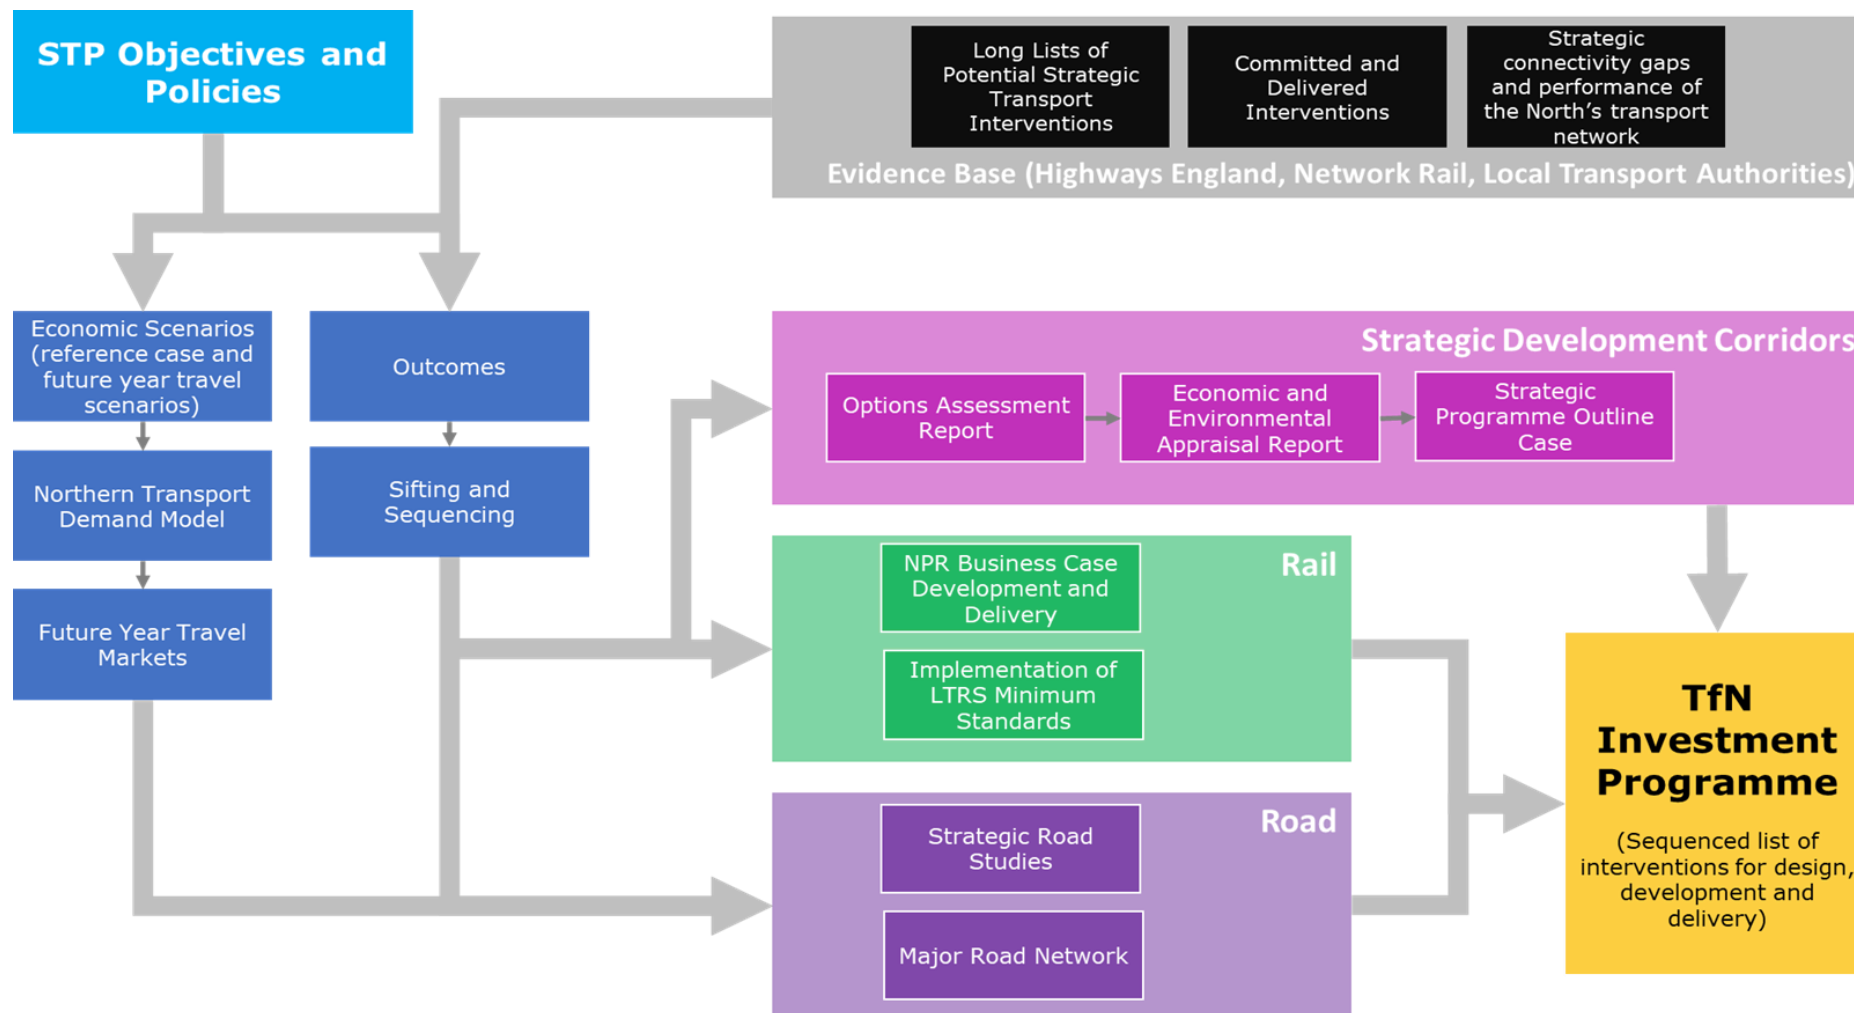 STP Objectives and
Policies
Long Lists of
Potential Strategic
Transport
Interventions
Committed and
Delivered
Interventions
Strategic
connectivity gaps
and performance of
the North’s transport
network
Evidence Base (Highways England, Network Rail, Local Transport Authorities)
Economic Scenarios
(reference case and
future year travel
scenarios)
Northern Transport
Demand Model
Future Year Travel
Markets
Outcomes
Sifting and
Sequencing
Strategic Development Corridors
Options Assessment
Report
Economic and
Environmental
Appraisal Report
Strategic
Programme Outline
Case
Rail
NPR Business Case
Development and
Delivery
Implementation of
LTRS Minimum
Standards
Road
Strategic Road
Studies
Major Road Network
TfN
Investment
Programme
(Sequenced list of
interventions for design,
development and
delivery)